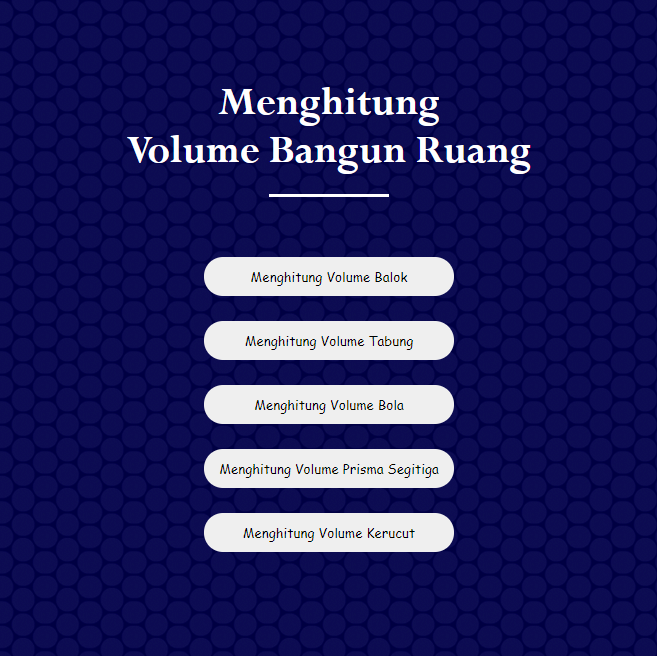 Menghitung
Volume Bangun Ruang
Menghitung Volume Balok
Menghitung Volume Tabung
Menghitung Volume Bola
Menghitung Volume Prisma Segitiga
Menghitung Volume Kerucut